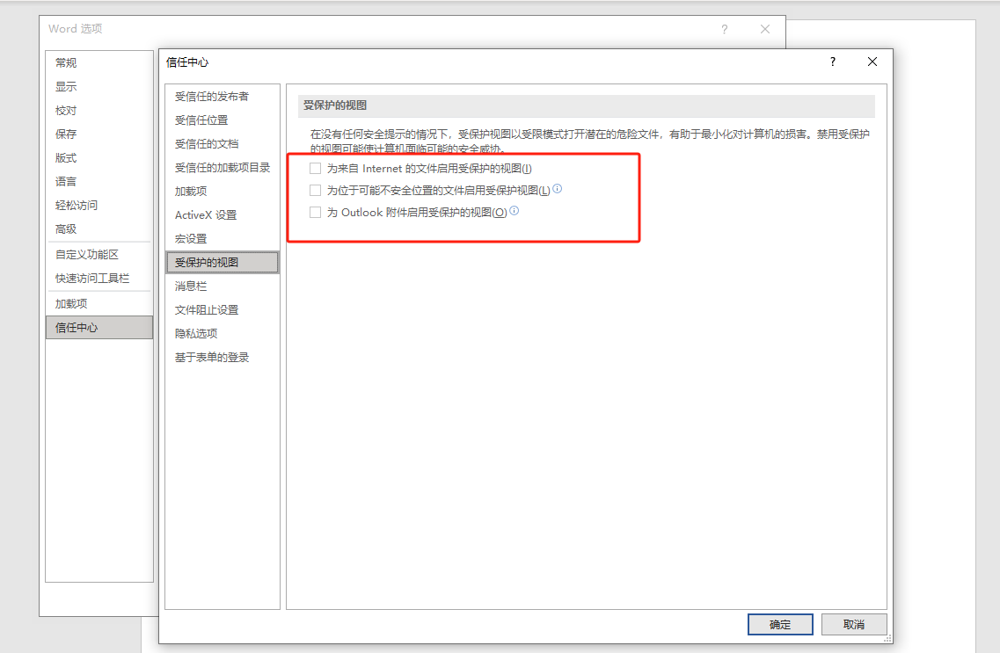 Word 选项
常规
显示
校对
保存
版式
语言
轻松访问
高级
自定义功能区
快速访问工具栏
加载项
信任中心
信任中心
受信任的发布者
受信任位置
受信任的文档
受信任的加载项目录
加载项
ActiveX 设置
宏设置
受保护的视图
消息栏
文件阻止设置
隐私选项
基于表单的登录
受保护的视图
在没有任何安全提示的情况下，受保护视图以受限模式打开潜在的危险文件，有助于最小化对计算机的损害。禁用受保护
的视图可能使计算机面临可能的安全威胁。
为来自 Internet 的文件启用受保护的视图(I)
为位于可能不安全位置的文件启用受保护视图(L)
为 Outlook 附件启用受保护的视图(O)
确定
取消